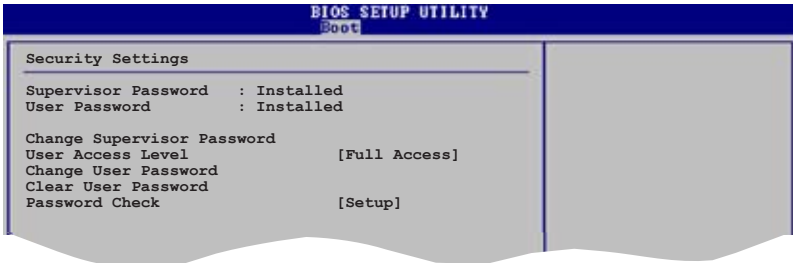 BIOS SETUP UTILITY
Boot
Security Settings
Supervisor Password : Installed
User Password : Installed
Change Supervisor Password
User Access Level [Full Access]
Change User Password
Clear User Password
Password Check [Setup]